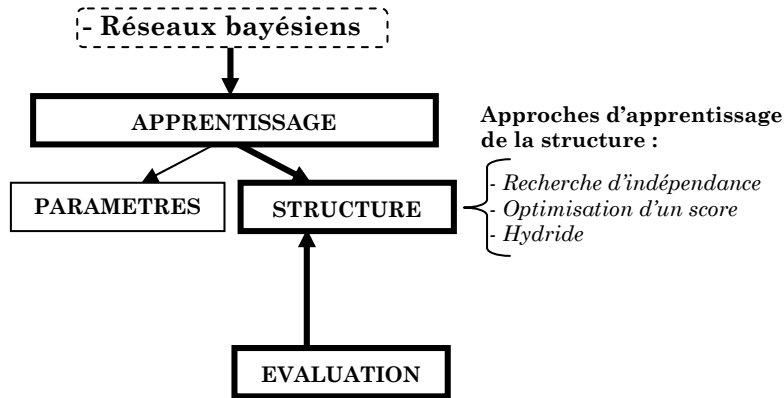 - Réseaux bayésiens
APPRENTISSAGE
Approches d’apprentissage
de la structure :
PARAMETRES
STRUCTURE
- Recherche d’indépendance
- Optimisation d’un score
- Hydride
EVALUATION